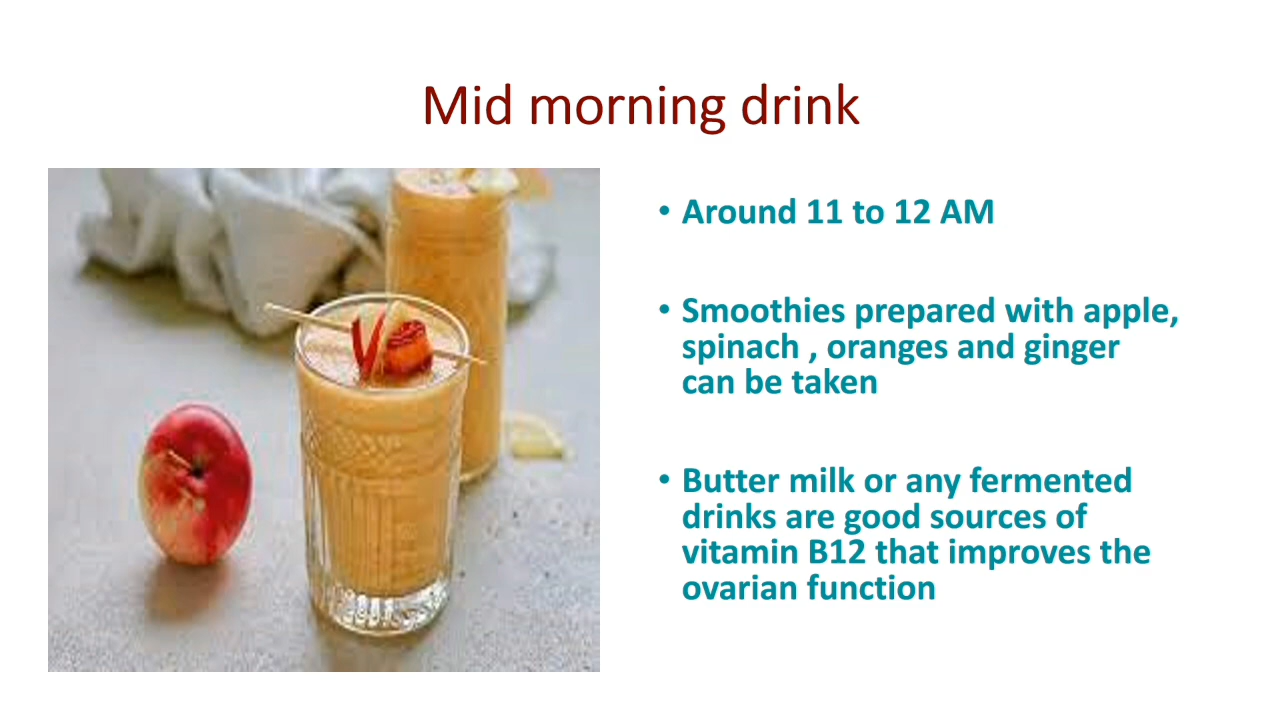 Mid morning drink
• Around 11 to 12 AM
• Smoothies prepared with apple,
spinach , oranges and ginger
can be taken
• Butter milk or any fermented
drinks are good sources of
vitamin B12 that improves the
ovarian function